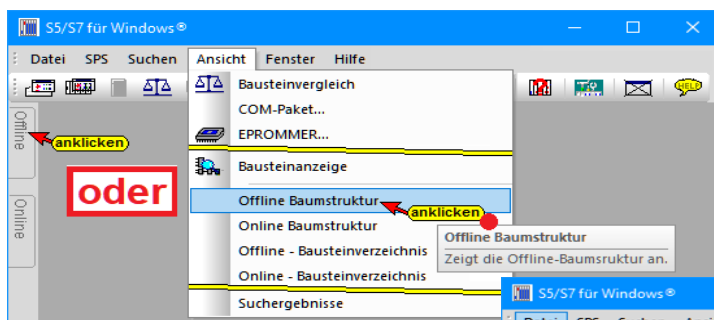 S5/S7 für Windows®
Datei SPS Suchen Ansicht Fenster Hilfe
HELP
Offline
anklicken
oder
Online
Bausteinvergleich
COM-Paket...
EPROMMER...
Bausteinanzeige
Offline Baumstruktur
anklicken
Online Baumstruktur
Offline - Bausteinverzeichnis
Online - Bausteinverzeichnis
Suchergebnisse
Offline Baumstruktur
Zeigt die Offline-Baumsruktur an.
S5/S7 für Windows®